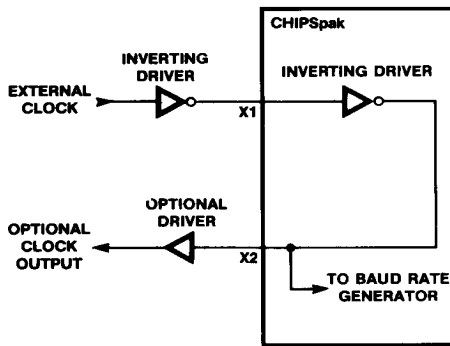 CHIPSpak
INVERTING
DRIVER
INVERTING DRIVER
EXTERNAL
CLOCK
X1
OPTIONAL
DRIVER
OPTIONAL
CLOCK
OUTPUT
X2
TO BAUD RATE
GENERATOR